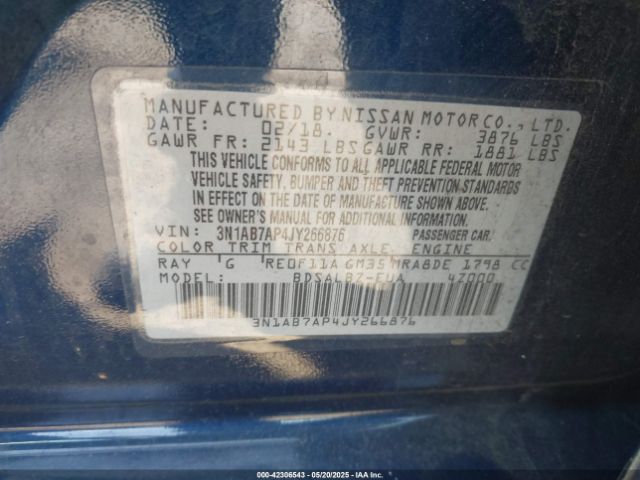 MANUFACTURED BY NISSAN MOTOR CO., LTD.
DATE: 02/18. GVWR: 3876 LBS
GAWR FR: 2143 LBS GAWR RR: 1881 LBS
THIS VEHICLE CONFORMS TO ALL APPLICABLE FEDERAL MOTOR
VEHICLE SAFETY, BUMPER AND THEFT PREVENTION STANDARDS
IN EFFECT ON THE DATE OF MANUFACTURE SHOWN ABOVE.
SEE OWNER'S MANUAL FOR ADDITIONAL INFORMATION.
VIN: 3N1AB7AP4JY266876 PASSENGER CAR.
COLOR TRIM TRANS AXLE ENGINE
RAY G RE0F11A GM35 MRA8DE 1798 CC
MODEL: BDSALB7-EUA 47000
3N1AB7AP4JY266876
000-42306543 | 05/20/2025 | IAA Inc.